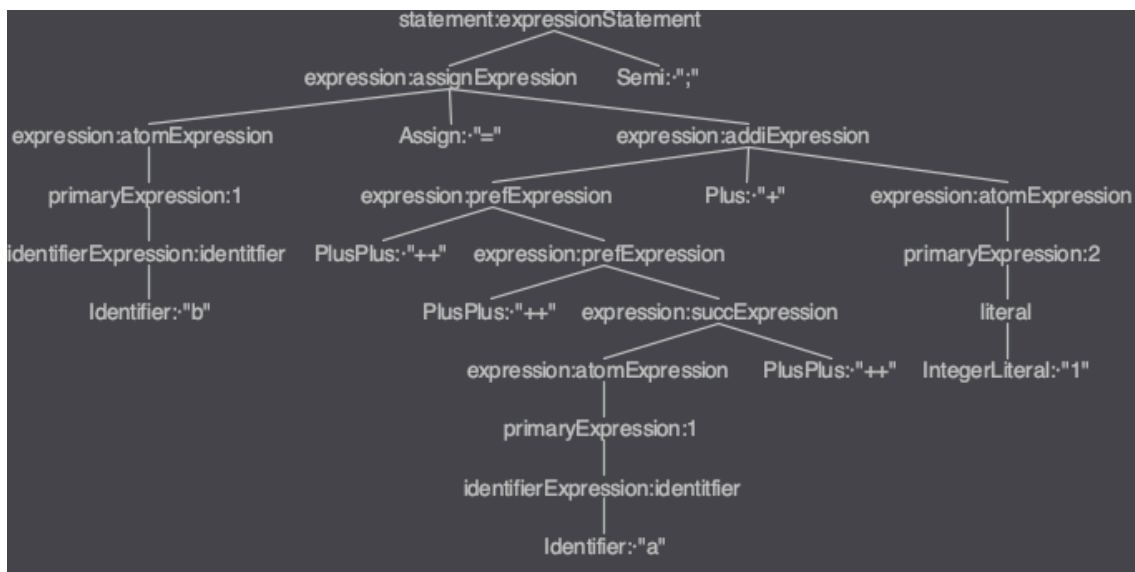 statement:expressionStatement
expression:assignExpression Semi:·";"
expression:atomExpression Assign:·"=" expression:addiExpression
primaryExpression:1 expression:prefExpression Plus:·"+" expression:atomExpression
identifierExpression:identitfier PlusPlus:·"++" expression:prefExpression primaryExpression:2
Identifier:·"b" PlusPlus:·"++" expression:succExpression literal
expression:atomExpression PlusPlus:·"++" IntegerLiteral:·"1"
primaryExpression:1
identifierExpression:identitfier
Identifier:·"a"